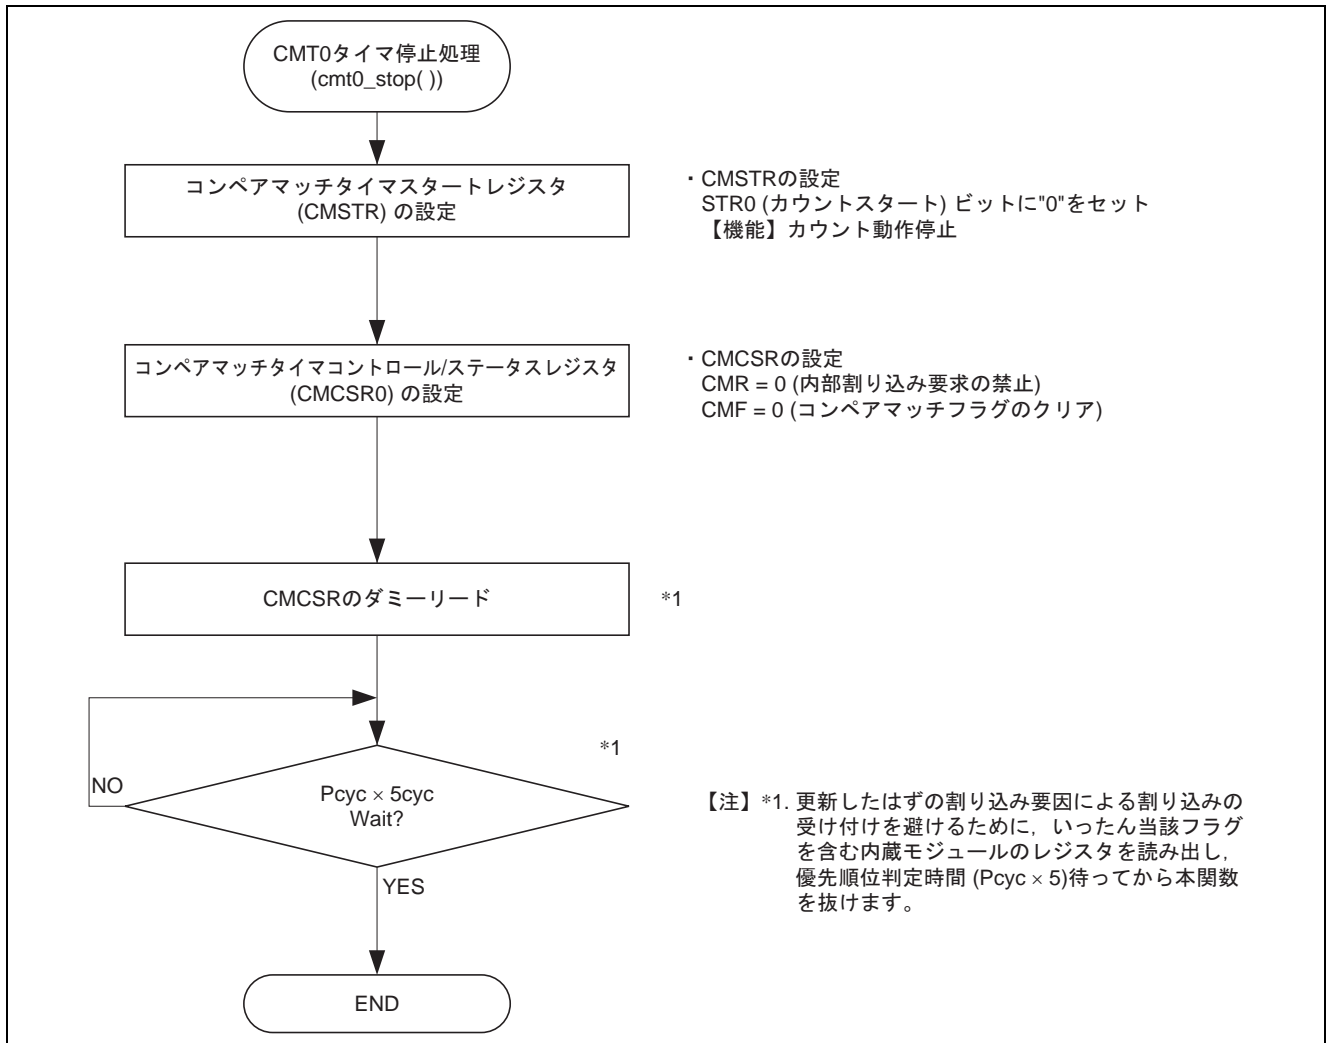 CMT0タイマ停止処理
(cmt0_stop( ))
コンペアマッチタイマスタートレジスタ
(CMSTR) の設定
・CMSTRの設定
STR0 (カウントスタート) ビットに"0"をセット
【機能】カウント動作停止
コンペアマッチタイマコントロール/ステータスレジスタ
(CMCSR0) の設定
・CMCSRの設定
CMR = 0 (内部割り込み要求の禁止)
CMF = 0 (コンペアマッチフラグのクリア)
CMCSRのダミーリード
*1
*1
NO
Pcyc × 5cyc
Wait?
YES
【注】*1. 更新したはずの割り込み要因による割り込みの
受け付けを避けるために，いったん当該フラグ
を含む内蔵モジュールのレジスタを読み出し，
優先順位判定時間 (Pcyc × 5)待ってから本関数
を抜けます。
END